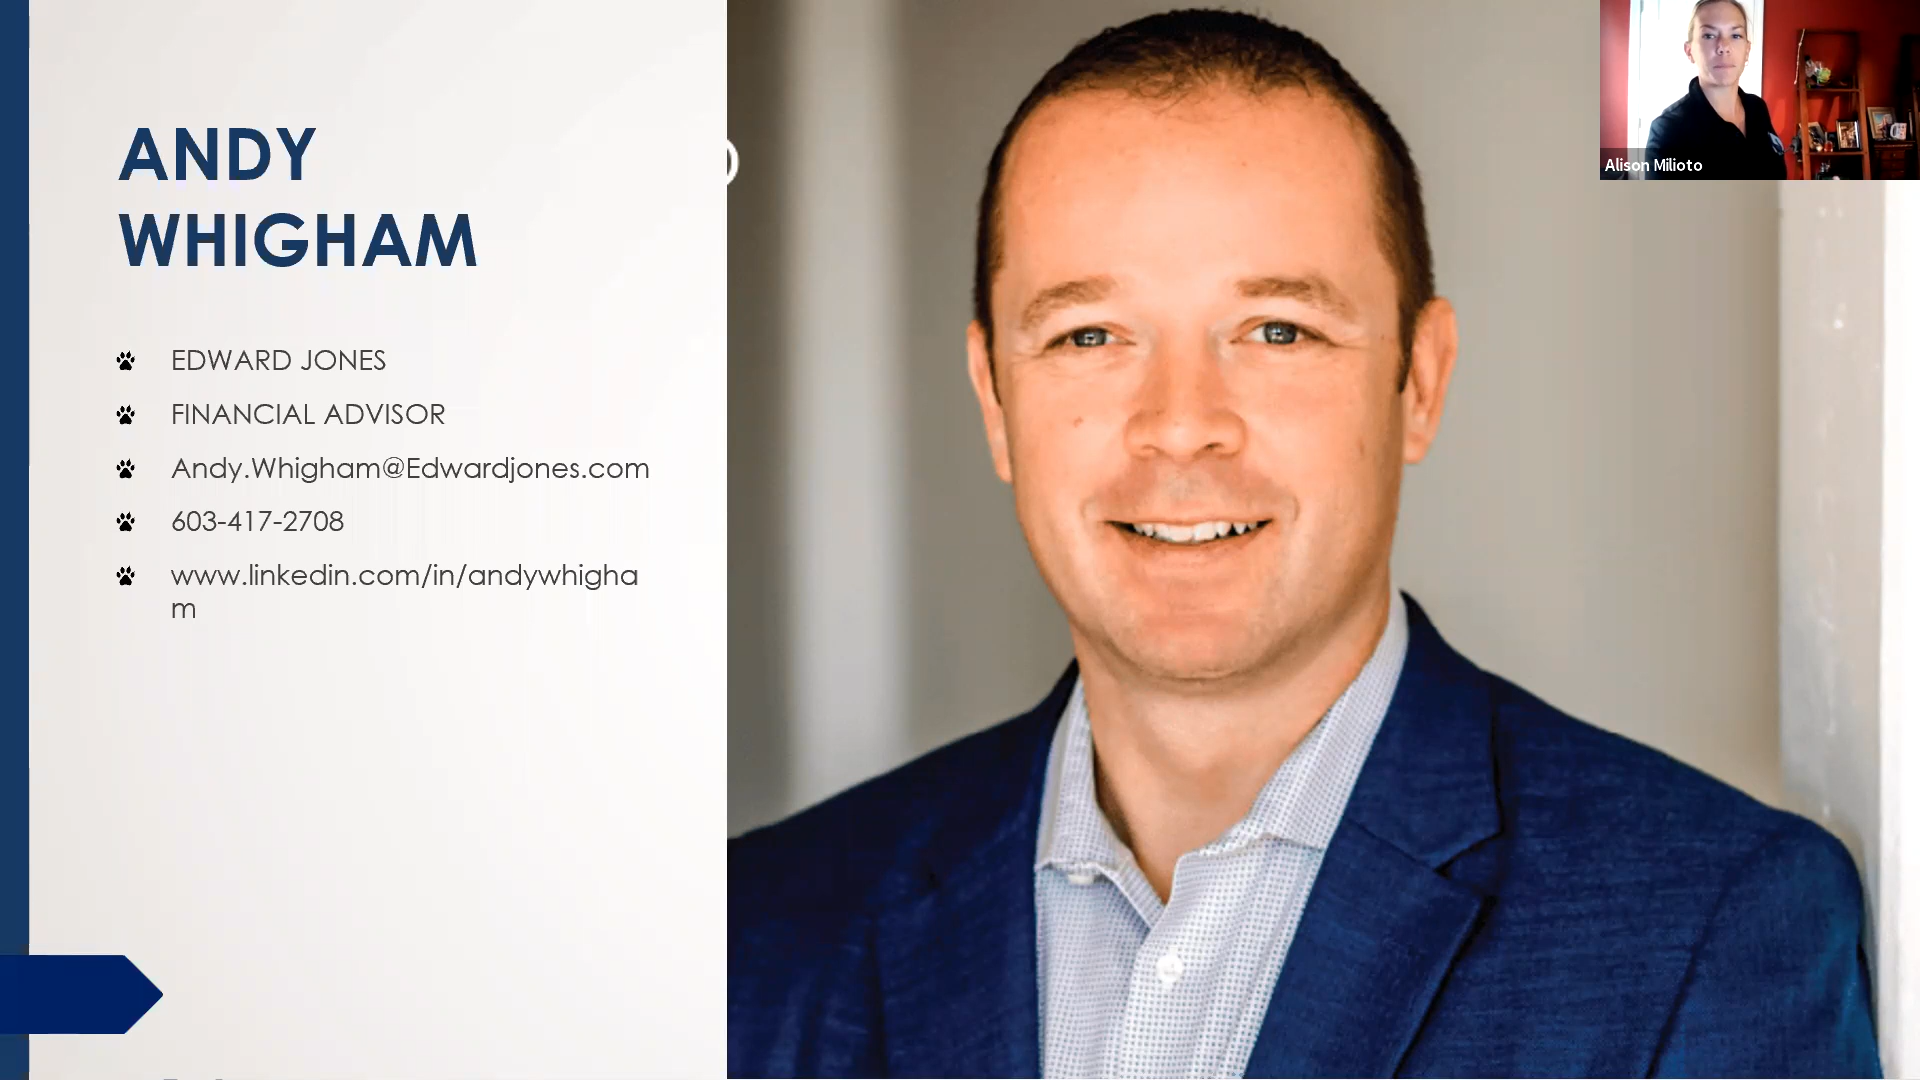 ANDY
WHIGHAM
EDWARD JONES
FINANCIAL ADVISOR
Andy.Whigham@Edwardjones.com
603-417-2708
www.linkedin.com/in/andywhigha
m
Alison Milioto